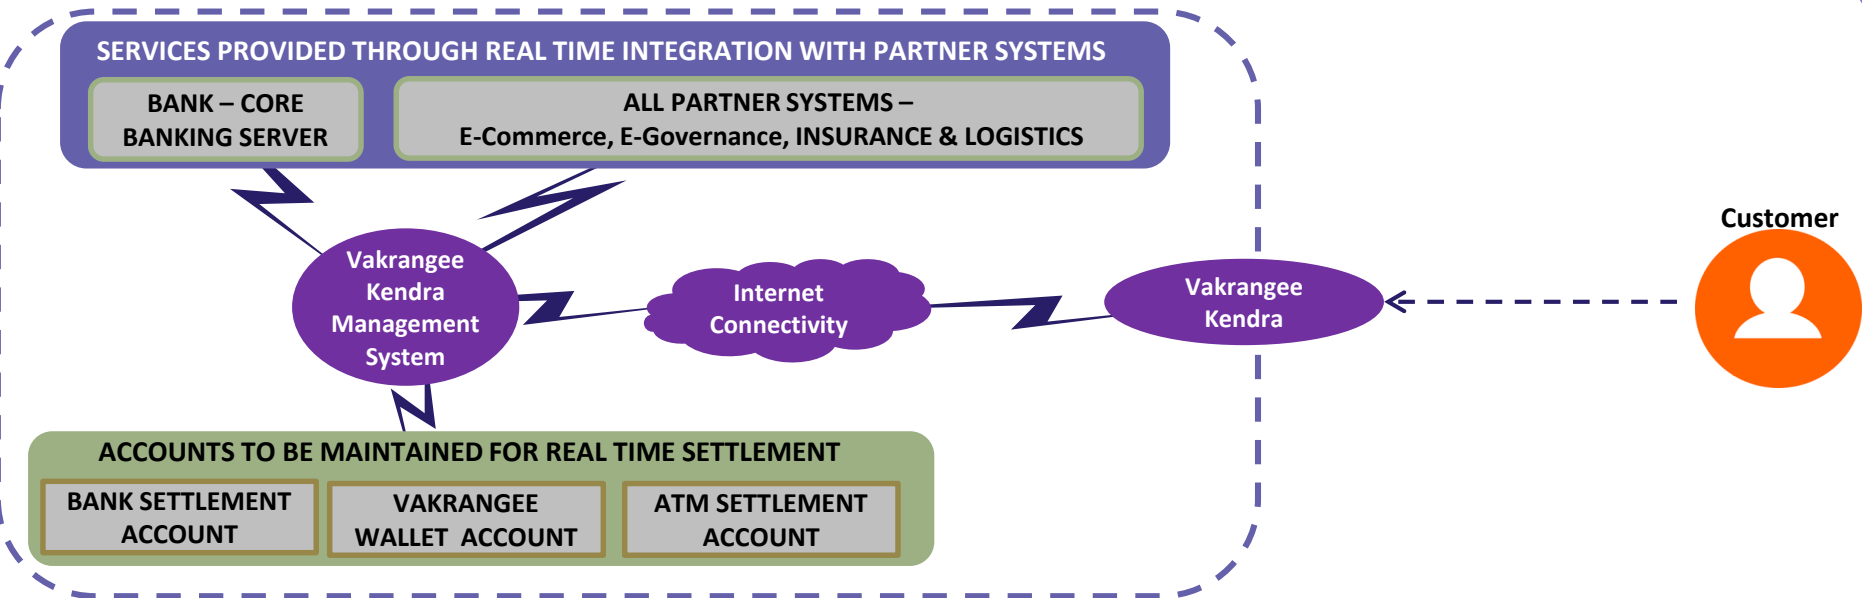 SERVICES PROVIDED THROUGH REAL TIME INTEGRATION WITH PARTNER SYSTEMS
BANK – CORE
BANKING SERVER
ALL PARTNER SYSTEMS –
E-Commerce, E-Governance, INSURANCE & LOGISTICS
Vakrangee
Kendra
Management
System
Internet
Connectivity
Vakrangee
Kendra
Customer
ACCOUNTS TO BE MAINTAINED FOR REAL TIME SETTLEMENT
BANK SETTLEMENT
ACCOUNT
VAKRANGEE
WALLET ACCOUNT
ATM SETTLEMENT
ACCOUNT